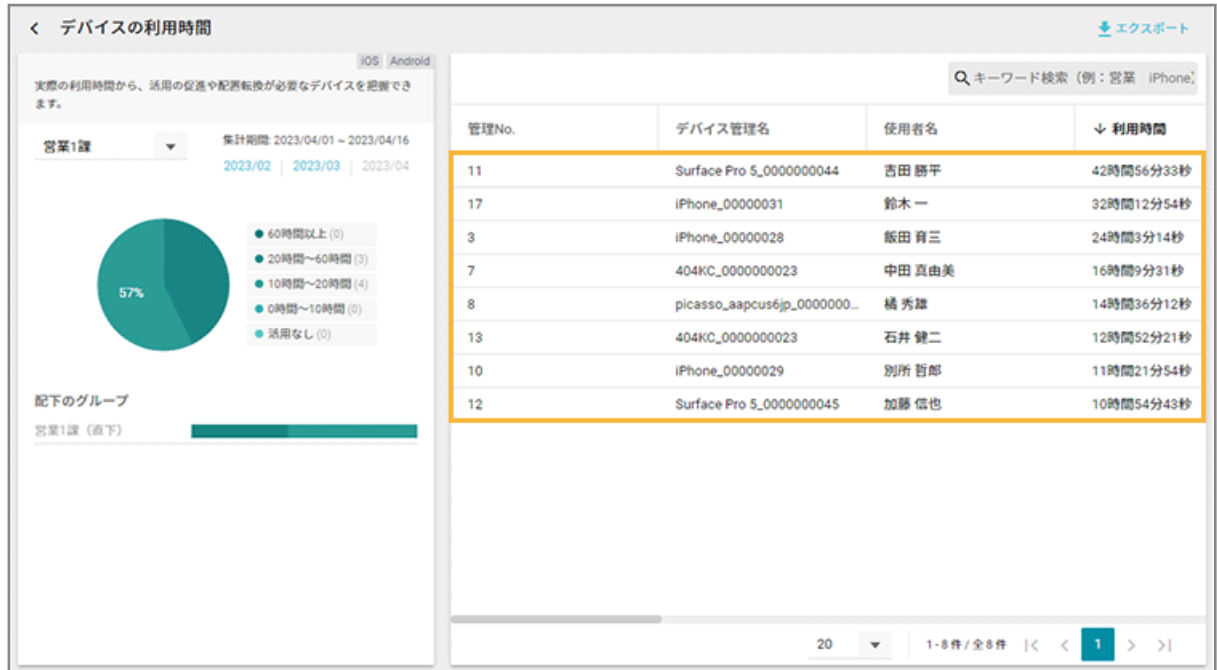 デバイスの利用時間
エクスポート
iOS Android
実際の利用時間から、活用の促進や配置転換が必要なデバイスを把握でき
ます。
営業1課
集計期間: 2023/04/01 ~ 2023/04/16
2023/02 | 2023/03 | 2023/04
57%
60時間以上 (0)
20時間〜60時間 (3)
10時間〜20時間 (4)
0時間〜10時間 (0)
活用なし (0)
配下のグループ
営業1課（直下）
キーワード検索（例：営業 iPhone）
管理No. デバイス管理名 使用者名 利用時間
11 Surface Pro 5_0000000044 吉田 勝平 42時間56分33秒
17 iPhone_00000031 鈴木 一 32時間12分54秒
3 iPhone_00000028 飯田 育三 24時間3分14秒
7 404KC_0000000023 中田 真由美 16時間9分31秒
8 picasso_aapcus6jp_0000000... 橘 秀雄 14時間36分12秒
13 404KC_0000000023 石井 健二 12時間52分21秒
10 iPhone_00000029 別所 哲郎 11時間21分54秒
12 Surface Pro 5_0000000045 加藤 信也 10時間54分43秒
20 1-8件/全8件 1